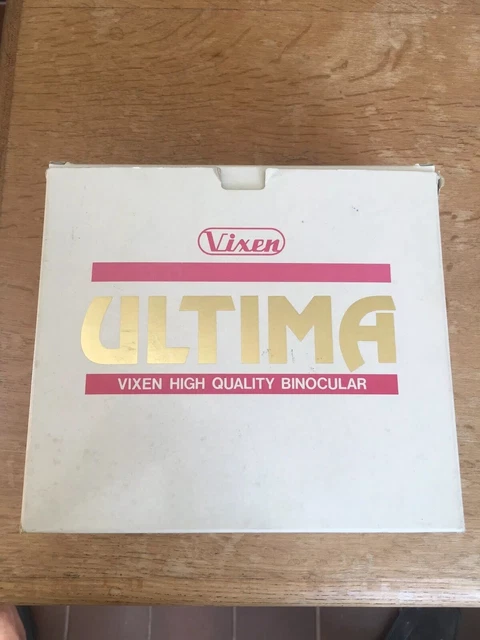 Vixen
ULTIMA
VIXEN HIGH QUALITY BINOCULAR